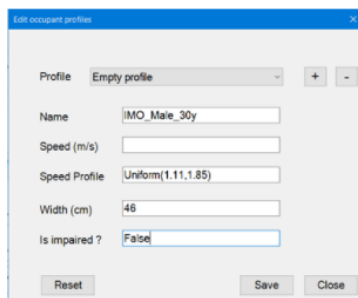 Edit occupant profiles
Profile Empty profile + -
Name IMO_Male_30y
Speed (m/s)
Speed Profile Uniform(1.11,1.85)
Width (cm) 46
Is impaired ? False
Reset Save Close